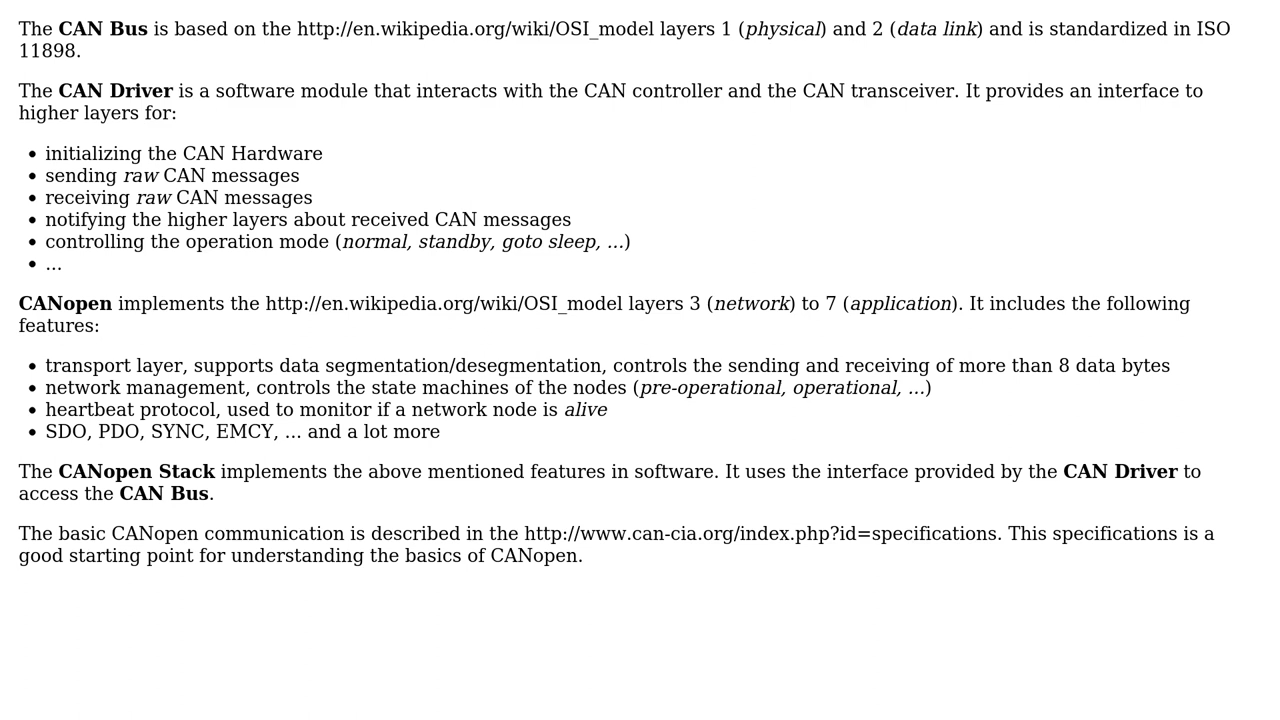 The CAN Bus is based on the http://en.wikipedia.org/wiki/OSI_model layers 1 (physical) and 2 (data link) and is standardized in ISO
11898.
The CAN Driver is a software module that interacts with the CAN controller and the CAN transceiver. It provides an interface to
higher layers for:
• initializing the CAN Hardware
• sending raw CAN messages
• receiving raw CAN messages
• notifying the higher layers about received CAN messages
• controlling the operation mode (normal, standby, goto sleep, ...)
• ...
CANopen implements the http://en.wikipedia.org/wiki/OSI_model layers 3 (network) to 7 (application). It includes the following
features:
• transport layer, supports data segmentation/desegmentation, controls the sending and receiving of more than 8 data bytes
• network management, controls the state machines of the nodes (pre-operational, operational, ...)
• heartbeat protocol, used to monitor if a network node is alive
• SDO, PDO, SYNC, EMCY, ... and a lot more
The CANopen Stack implements the above mentioned features in software. It uses the interface provided by the CAN Driver to
access the CAN Bus.
The basic CANopen communication is described in the http://www.can-cia.org/index.php?id=specifications. This specifications is a
good starting point for understanding the basics of CANopen.